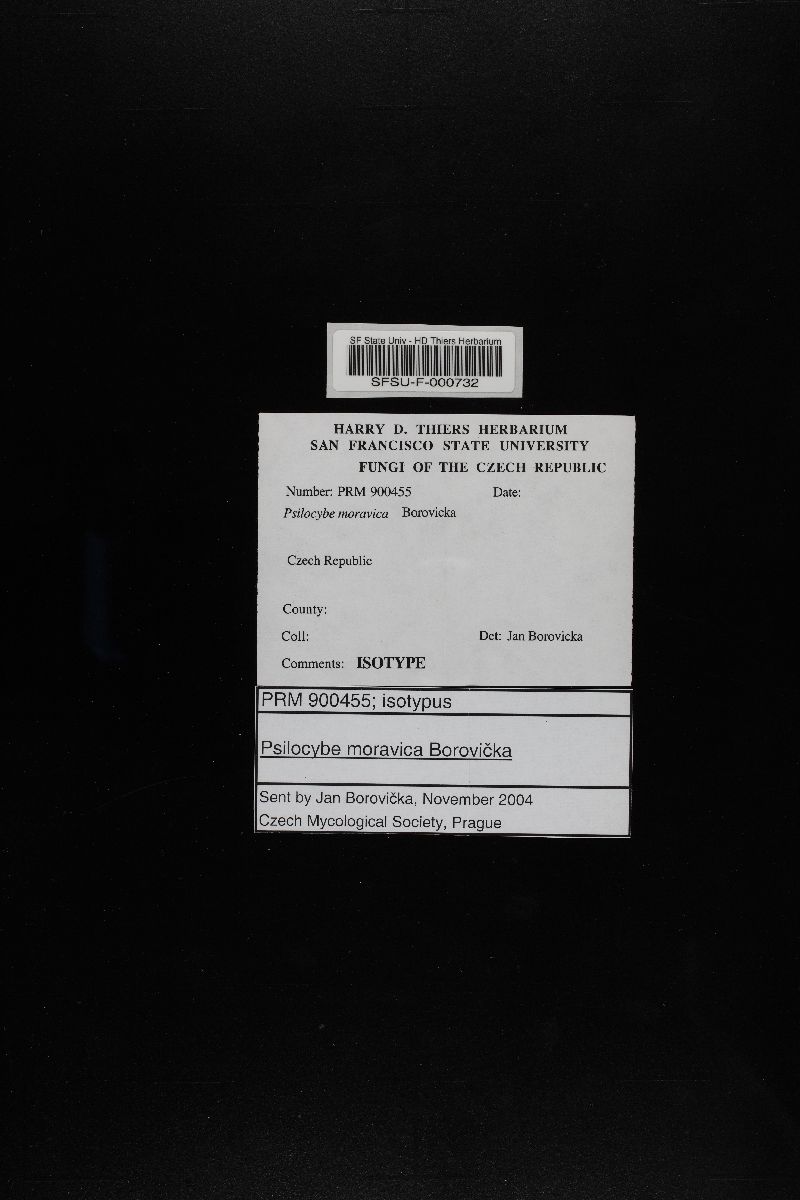 SF State Univ - HD Thiers Herbarium
SFSU-F-000732
HARRY D. THIERS HERBARIUM
SAN FRANCISCO STATE UNIVERSITY
FUNGI OF THE CZECH REPUBLIC
Number: PRM 900455 Date:
Psilocybe moravica Borovicka
Czech Republic
County:
Coll: Det: Jan Borovicka
Comments: ISOTYPE
PRM 900455; isotypus
Psilocybe moravica Borovička
Sent by Jan Borovička, November 2004
Czech Mycological Society, Prague